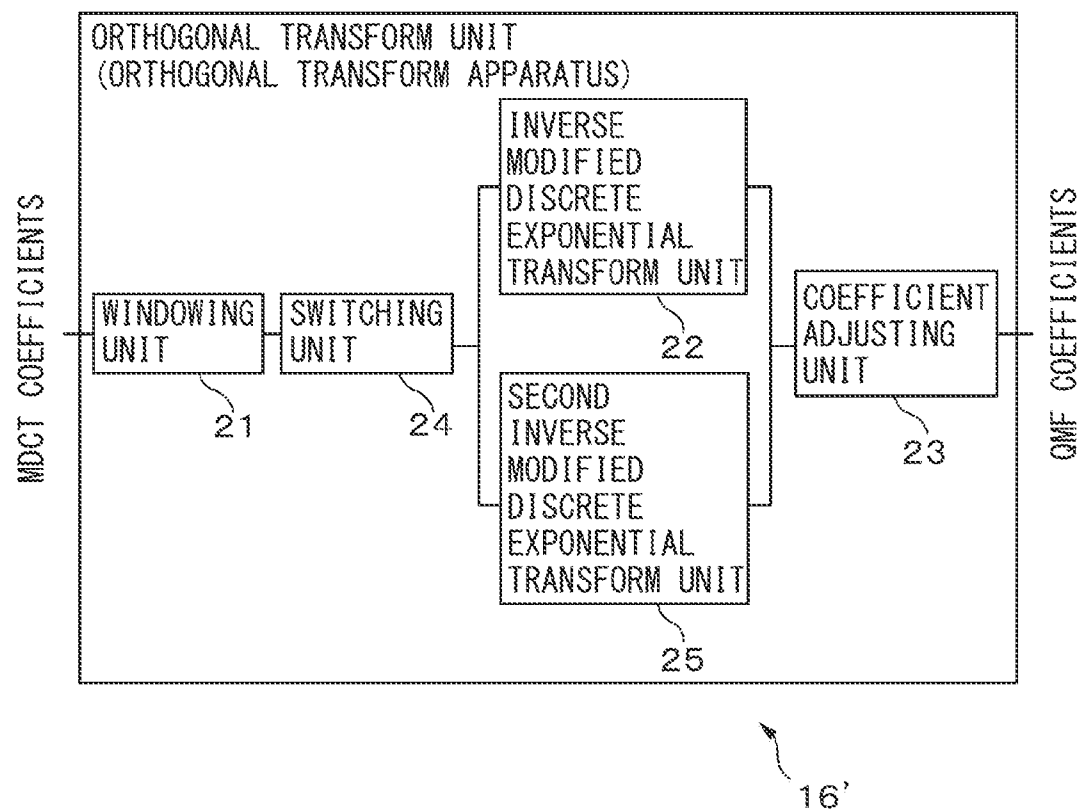 ORTHOGONAL TRANSFORM UNIT
(ORTHOGONAL TRANSFORM APPARATUS)
MDCT COEFFICIENTS
WINDOWING
UNIT
21
SWITCHING
UNIT
24
INVERSE
MODIFIED
DISCRETE
EXPONENTIAL
TRANSFORM UNIT
22
SECOND
INVERSE
MODIFIED
DISCRETE
EXPONENTIAL
TRANSFORM UNIT
25
COEFFICIENT
ADJUSTING
UNIT
23
QMF COEFFICIENTS
16'